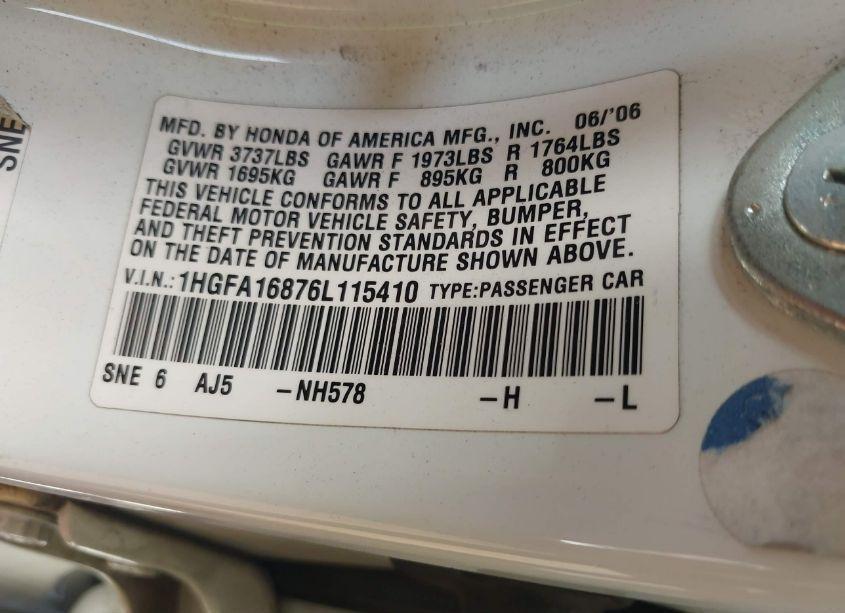 SNE
MFD. BY HONDA OF AMERICA MFG., INC. 06/'06
GVWR 3737LBS GAWR F 1973LBS R 1764LBS
GVWR 1695KG GAWR F 895KG R 800KG
THIS VEHICLE CONFORMS TO ALL APPLICABLE
FEDERAL MOTOR VEHICLE SAFETY, BUMPER,
AND THEFT PREVENTION STANDARDS IN EFFECT
ON THE DATE OF MANUFACTURE SHOWN ABOVE.
V.I.N.: 1HGFA16876L115410 TYPE:PASSENGER CAR
SNE 6 AJ5 -NH578 -H -L